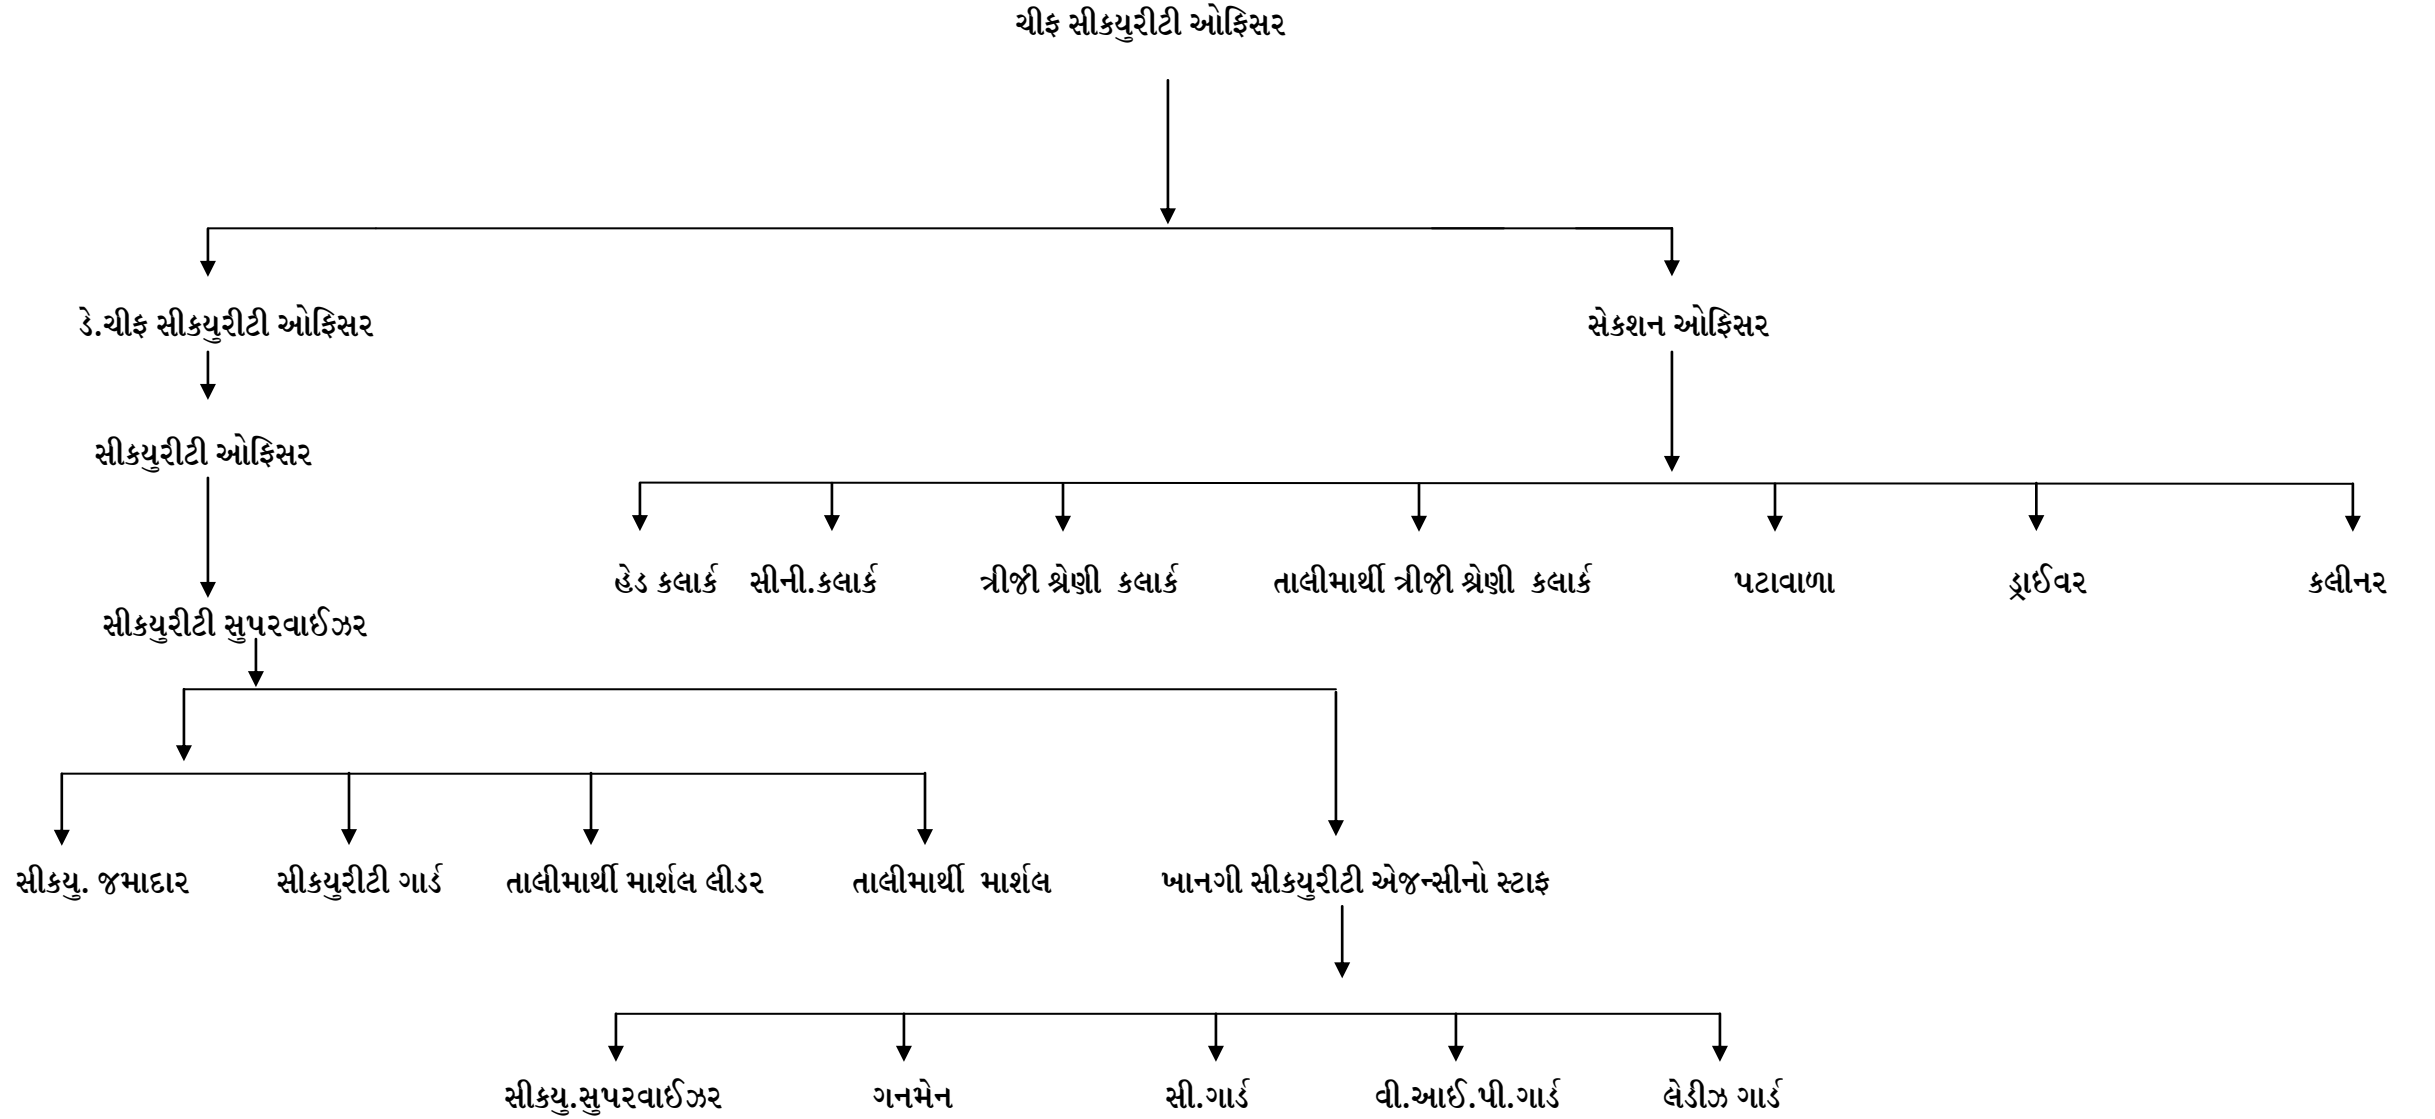 ચીફ સીકયુરીટી ઓફિસર
ડે.ચીફ સીકયુરીટી ઓફિસર
સેકશન ઓફિસર
સીકયુરીટી ઓફિસર
હેડ કલાર્ક સીની.કલાર્ક ત્રીજી શ્રેણી કલાર્ક તાલીમાર્થી ત્રીજી શ્રેણી કલાર્ક પટાવાળા ડ્રાઈવર કલીનર
સીકયુરીટી સુપરવાઈઝર
સીકયુ. જમાદાર સીકયુરીટી ગાર્ડ તાલીમાર્થી માર્શલ લીડર તાલીમાર્થી માર્શલ ખાનગી સીકયુરીટી એજન્સીનો સ્ટાફ
સીકયુ.સુપરવાઈઝર ગનમેન સી.ગાર્ડ વી.આઈ.પી.ગાર્ડ લેડીઝ ગાર્ડ